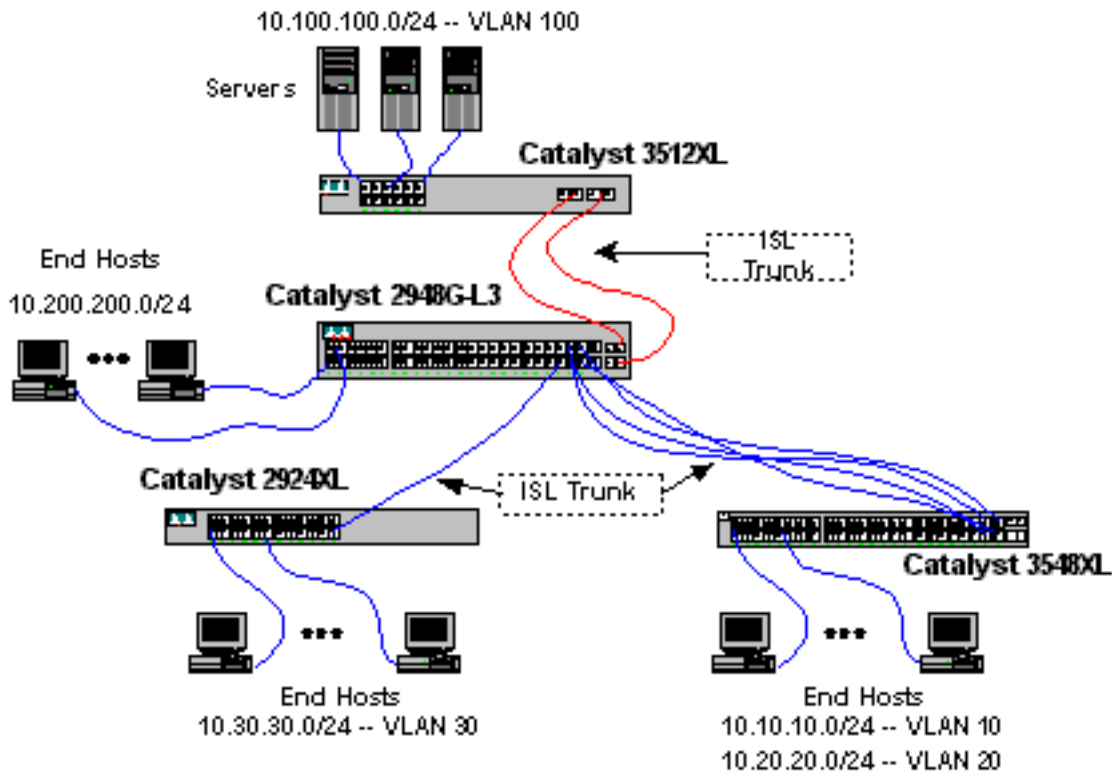 10.100.100.0/24 -- VLAN 100
Servers
Catalyst 3512XL
ISL
Trunk
End Hosts
10.200.200.0/24
Catalyst 2948G-L3
Catalyst 2924XL
ISL Trunk
Catalyst 3548XL
End Hosts
10.30.30.0/24 -- VLAN 30
End Hosts
10.10.10.0/24 -- VLAN 10
10.20.20.0/24 -- VLAN 20